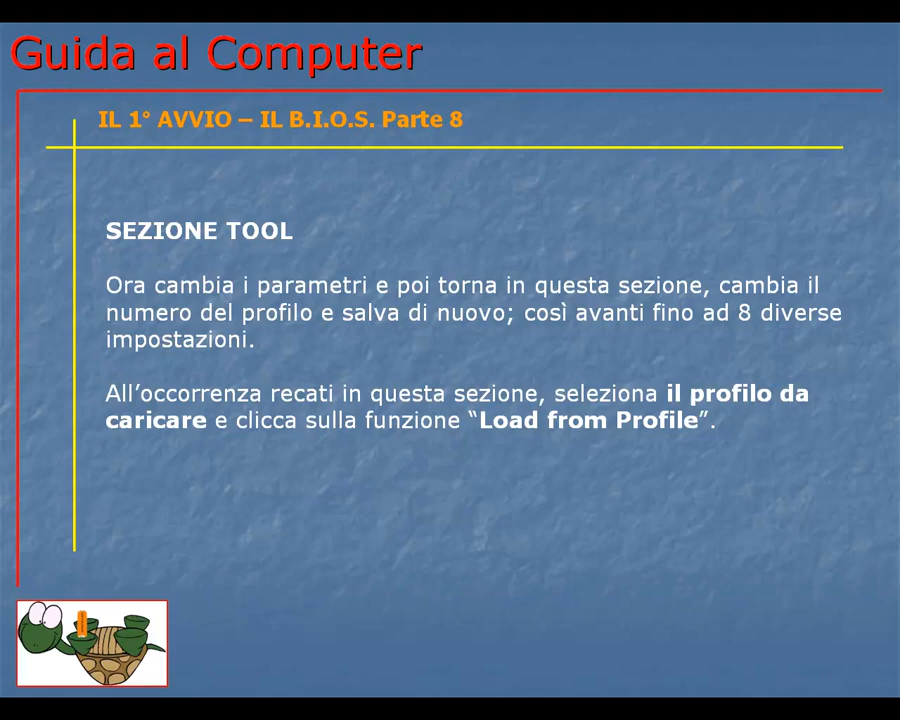 Guida al Computer
IL 1° AVVIO – IL B.I.O.S. Parte 8
SEZIONE TOOL
Ora cambia i parametri e poi torna in questa sezione, cambia il
numero del profilo e salva di nuovo; così avanti fino ad 8 diverse
impostazioni.
All’occorrenza recati in questa sezione, seleziona il profilo da
caricare e clicca sulla funzione “Load from Profile”.